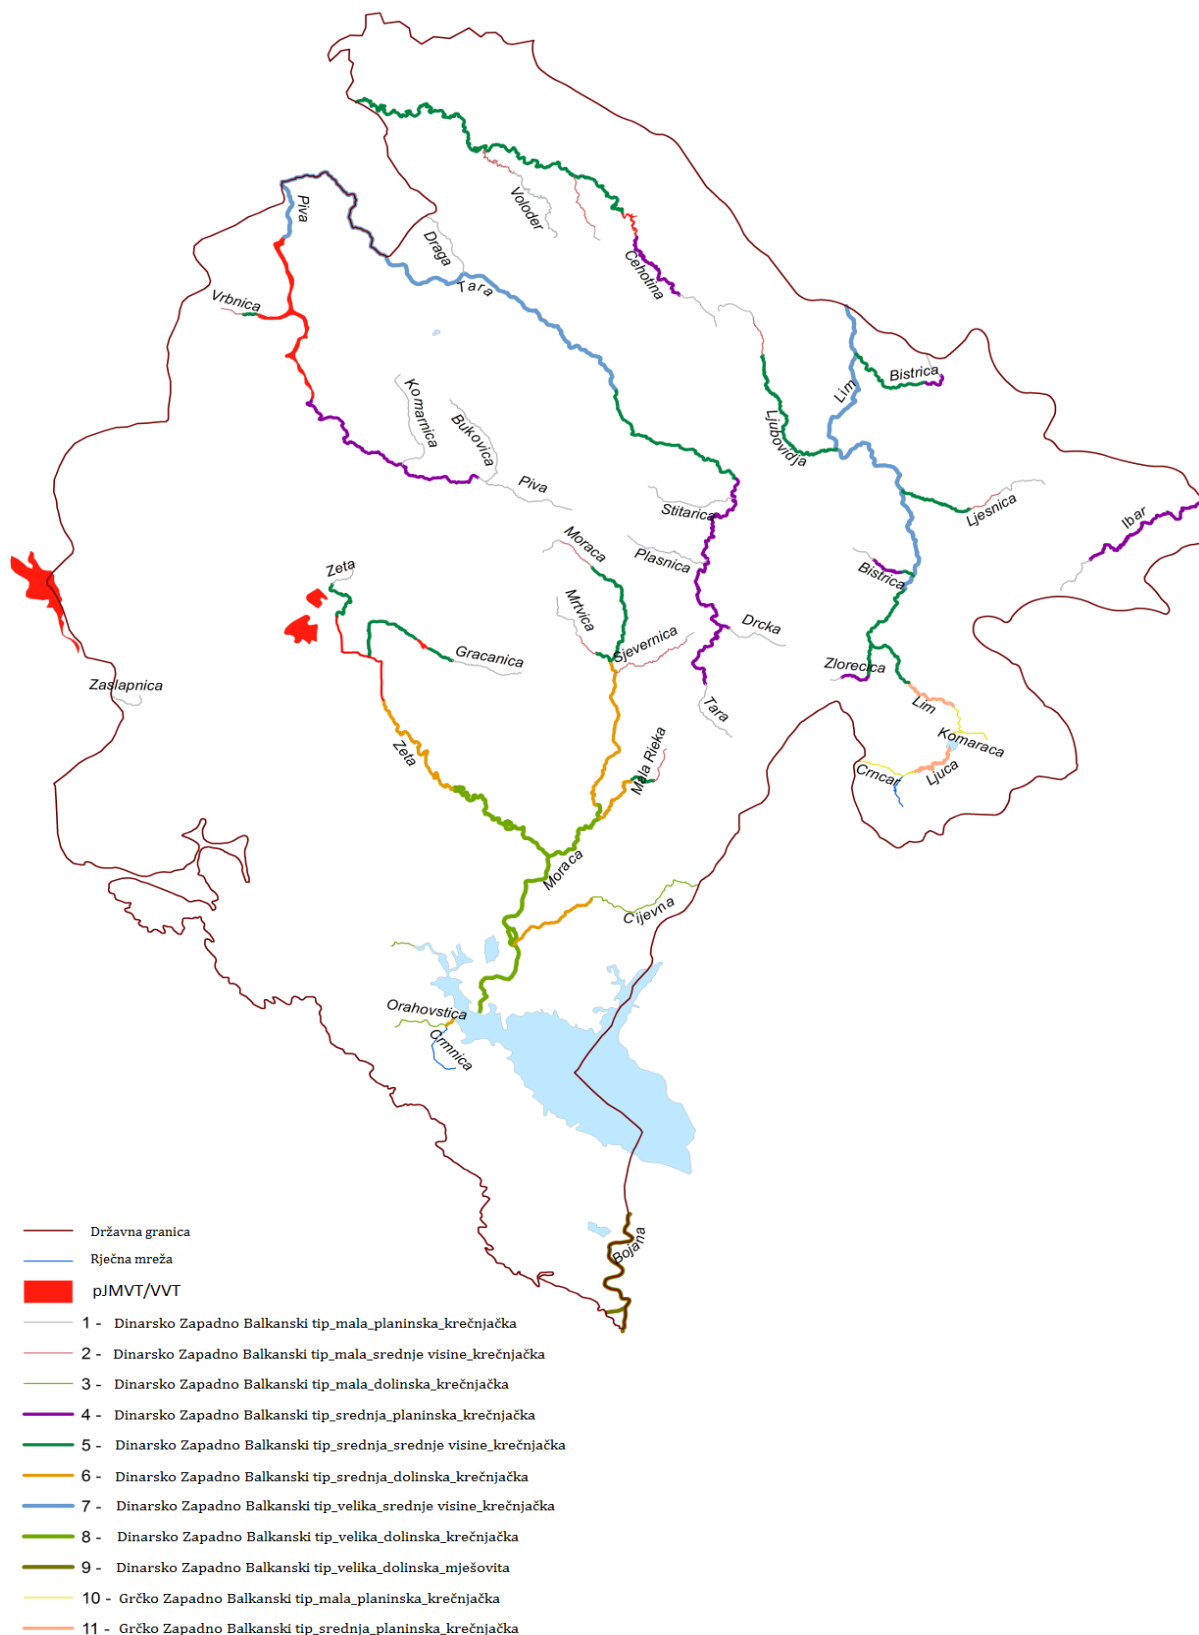 Piva
Voloder
Draga
Tara
Cehotina
Vrbnica
Komarnica
Bukovica
Piva
Lim
Bistrica
Ljubovidja
Stitarica
Ljesnica
Ibar
Moraca
Plasnica
Bistrica
Zeta
Mrtvica
Sjevernica
Drcka
Gracanica
Zlorecica
Zaslapnica
Tara
Lim
Komaraca
Zeta
Mala Rieka
Crncar
Ljuca
Moraca
Cijevna
Orahovstica
Crmnica
Bojana
Državna granica
Rječna mreža
pJMVT/VVT
1 - Dinarsko Zapadno Balkanski tip_mala_planinska_krečnjačka
2 - Dinarsko Zapadno Balkanski tip_mala_srednje visine_krečnjačka
3 - Dinarsko Zapadno Balkanski tip_mala_dolinska_krečnjačka
4 - Dinarsko Zapadno Balkanski tip_srednja_planinska_krečnjačka
5 - Dinarsko Zapadno Balkanski tip_srednja_srednje visine_krečnjačka
6 - Dinarsko Zapadno Balkanski tip_srednja_dolinska_krečnjačka
7 - Dinarsko Zapadno Balkanski tip_velika_srednje visine_krečnjačka
8 - Dinarsko Zapadno Balkanski tip_velika_dolinska_krečnjačka
9 - Dinarsko Zapadno Balkanski tip_velika_dolinska_mješovita
10 - Grčko Zapadno Balkanski tip_mala_planinska_krečnjačka
11 - Grčko Zapadno Balkanski tip_srednja_planinska_krečnjačka